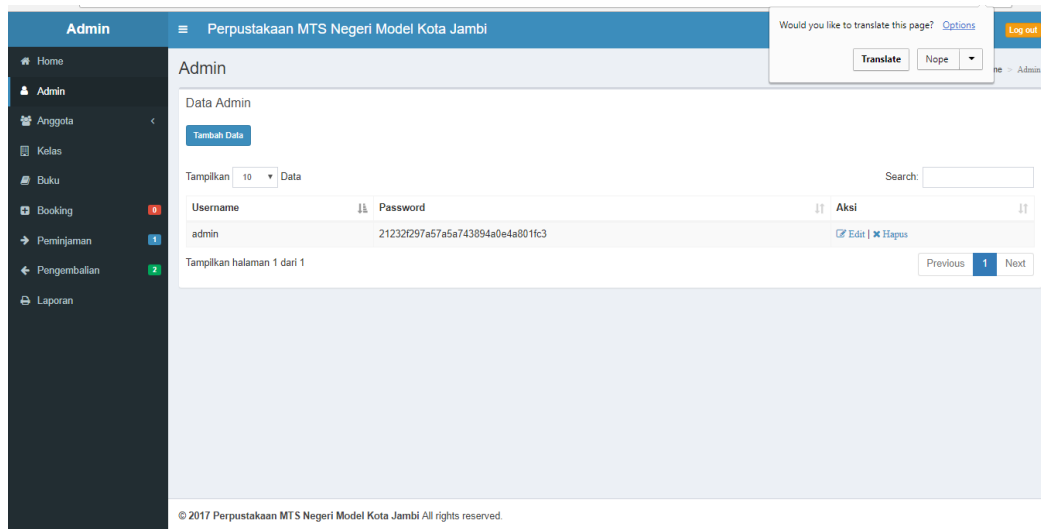 Admin
Perpustakaan MTS Negeri Model Kota Jambi
Would you like to translate this page? Options
Translate
Nope
Log out
Home
Admin
Anggota
Kelas
Buku
Booking 0
Peminjaman 1
Pengembalian 2
Laporan
Admin
> Admin
Data Admin
Tambah Data
Tampilkan 10 Data
Search:
Username Password Aksi
admin 21232f297a57a5a743894a0e4a801fc3 Edit | Hapus
Tampilkan halaman 1 dari 1
Previous 1 Next
© 2017 Perpustakaan MTS Negeri Model Kota Jambi All rights reserved.